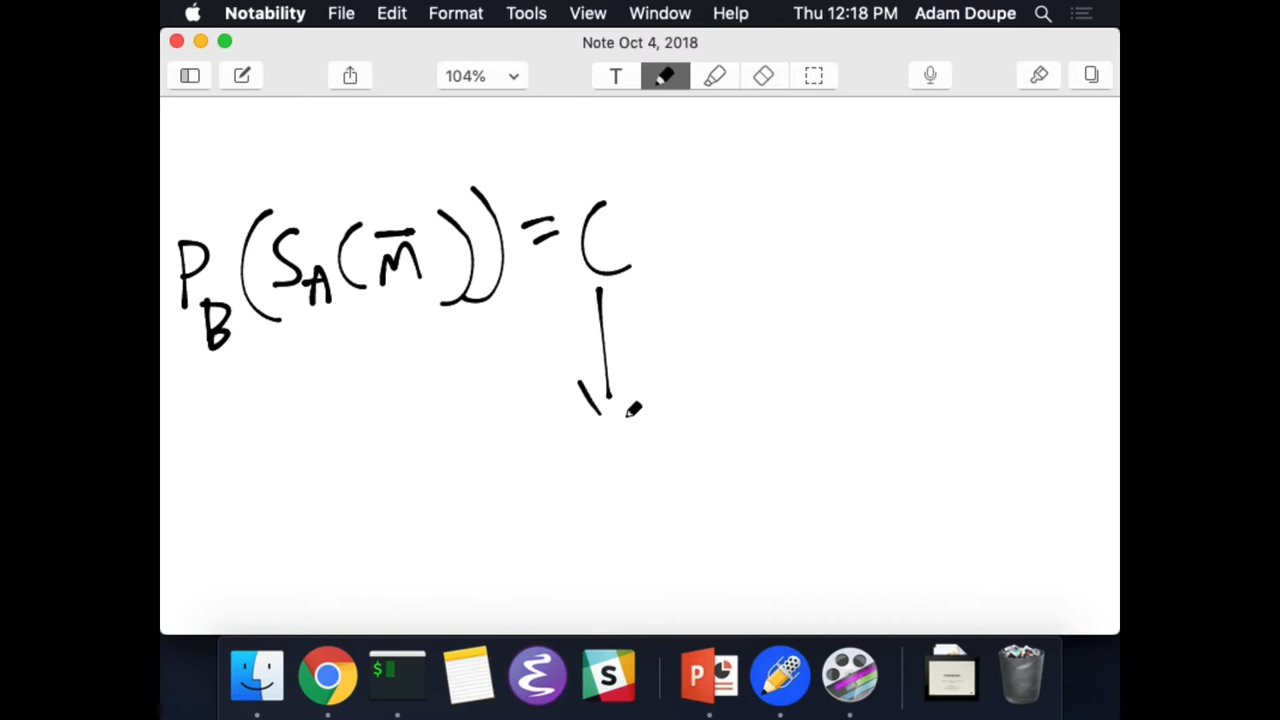 Notability File Edit Format Tools View Window Help Thu 12:18 PM Adam Doupe
Note Oct 4, 2018
104% T
P_B(S_A(M̅)) = C
$
S P